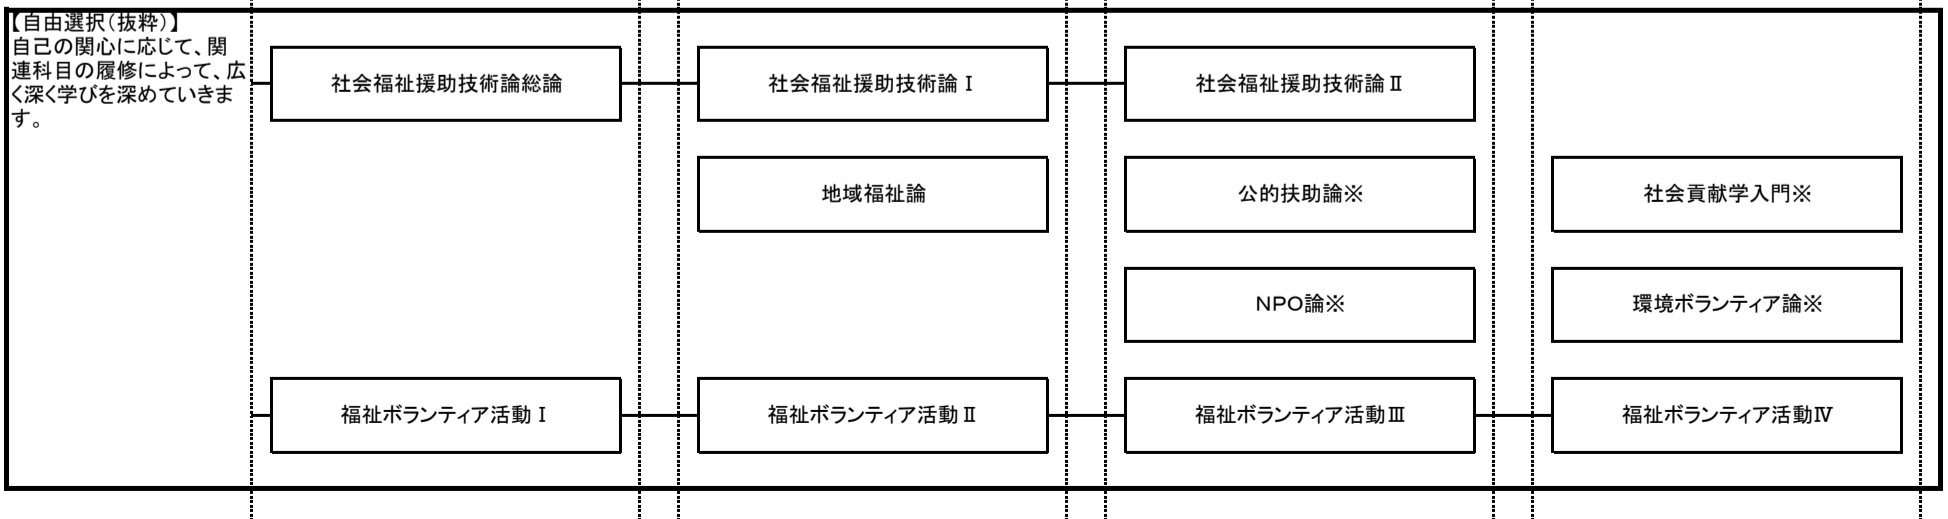 【自由選択(抜粋)】
自己の関心に応じて、関
連科目の履修によって、広
く深く学びを深めていきま
す。
社会福祉援助技術論総論
社会福祉援助技術論Ⅰ
社会福祉援助技術論Ⅱ
地域福祉論
公的扶助論※
社会貢献学入門※
NPO論※
環境ボランティア論※
福祉ボランティア活動Ⅰ
福祉ボランティア活動Ⅱ
福祉ボランティア活動Ⅲ
福祉ボランティア活動Ⅳ